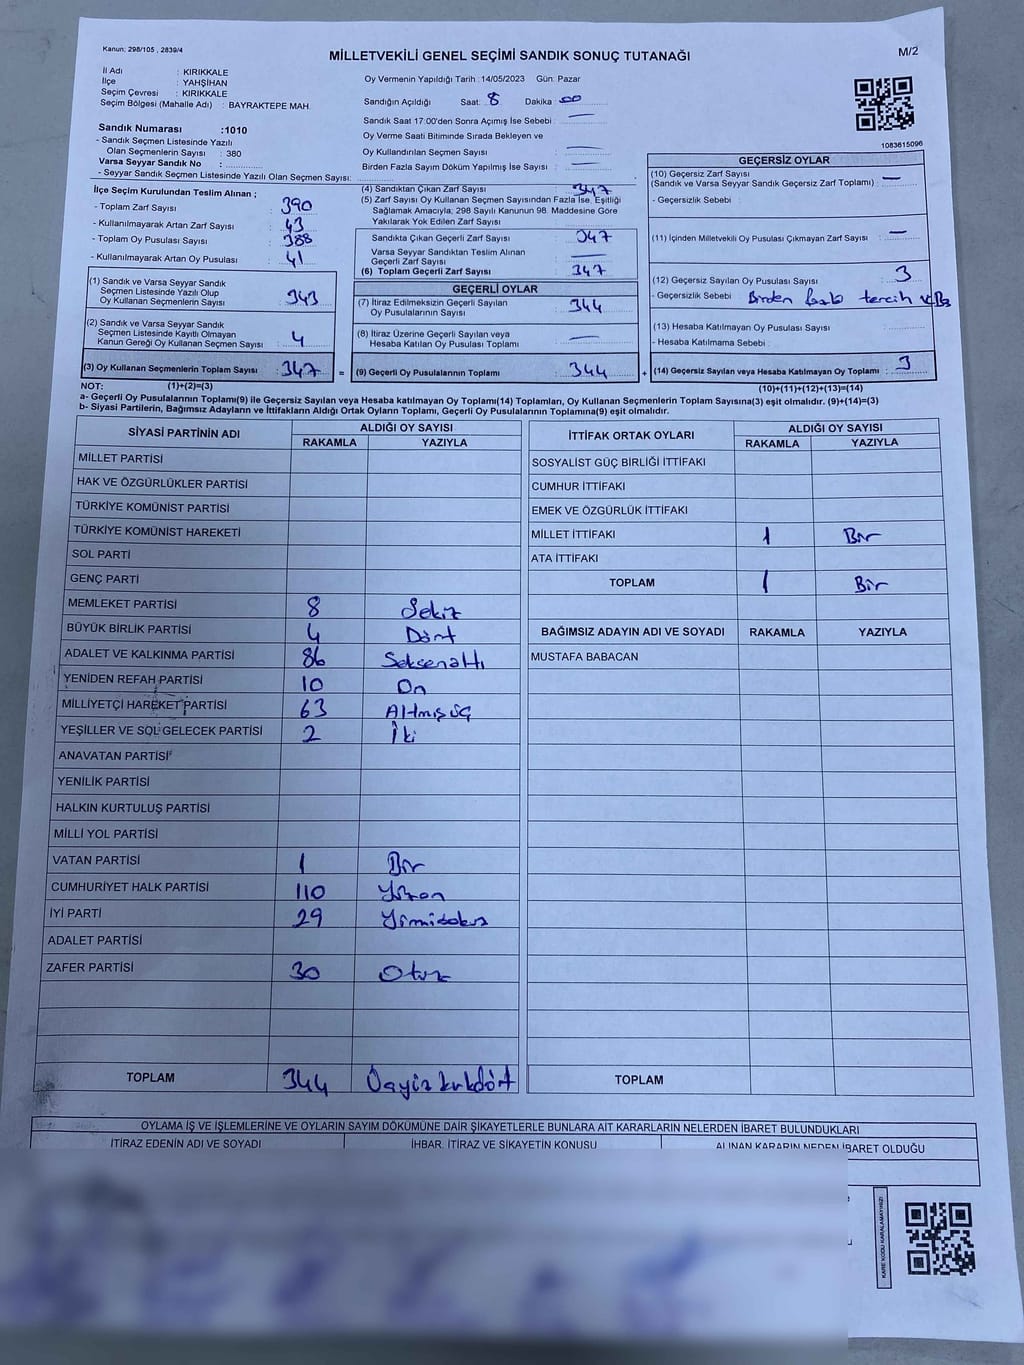 Kanun: 298/105 , 2839/4
MİLLETVEKİLİ GENEL SEÇİMİ SANDIK SONUÇ TUTANAĞI
M/2
İl Adı : KIRIKKALE
İlçe : YAHŞİHAN
Seçim Çevresi : KIRIKKALE
Seçim Bölgesi (Mahalle Adı) : BAYRAKTEPE MAH.
Oy Vermenin Yapıldığı Tarih : 14/05/2023 Gün: Pazar
Sandığın Açıldığı Saat: 8 Dakika 00
Sandık Saat 17:00'den Sonra Açımış İse Sebebi : —
Oy Verme Saati Bitiminde Sırada Bekleyen ve
Oy Kullandırılan Seçmen Sayısı : —
Birden Fazla Sayım Döküm Yapılmış İse Sayısı : —
1083615096
Sandık Numarası :1010
- Sandık Seçmen Listesinde Yazılı
Olan Seçmenlerin Sayısı : 380
Varsa Seyyar Sandık No :
- Seyyar Sandık Seçmen Listesinde Yazılı Olan Seçmen Sayısı:
İlçe Seçim Kurulundan Teslim Alınan ;
- Toplam Zarf Sayısı : 390
- Kullanılmayarak Artan Zarf Sayısı : 43
- Toplam Oy Pusulası Sayısı : 388
- Kullanılmayarak Artan Oy Pusulası : 41
(1) Sandık ve Varsa Seyyar Sandık
Seçmen Listesinde Yazılı Olup
Oy Kullanan Seçmenlerin Sayısı : 343
(2) Sandık ve Varsa Seyyar Sandık
Seçmen Listesinde Kayıtlı Olmayan
Kanun Gereği Oy Kullanan Seçmen Sayısı : 4
(3) Oy Kullanan Seçmenlerin Toplam Sayısı : 347 =
(4) Sandıktan Çıkan Zarf Sayısı : 347
(5) Zarf Sayısı Oy Kullanan Seçmen Sayısından Fazla İse, Eşitliği
Sağlamak Amacıyla; 298 Sayılı Kanunun 98. Maddesine Göre
Yakılarak Yok Edilen Zarf Sayısı :
Sandıkta Çıkan Geçerli Zarf Sayısı : 347
Varsa Seyyar Sandıktan Teslim Alınan
Geçerli Zarf Sayısı : —
(6) Toplam Geçerli Zarf Sayısı : 347
GEÇERLİ OYLAR
(7) İtiraz Edilmeksizin Geçerli Sayılan
Oy Pusulalarının Sayısı : 344
(8) İtiraz Üzerine Geçerli Sayılan veya
Hesaba Katılan Oy Pusulası Toplamı : —
(9) Geçerli Oy Pusulalarının Toplamı : 344 +
GEÇERSİZ OYLAR
(10) Geçersiz Zarf Sayısı
(Sandık ve Varsa Seyyar Sandık Geçersiz Zarf Toplamı) : —
- Geçersizlik Sebebi :
(11) İçinden Milletvekili Oy Pusulası Çıkmayan Zarf Sayısı : —
(12) Geçersiz Sayılan Oy Pusulası Sayısı : 3
- Geçersizlik Sebebi : Birden fazla tercih
(13) Hesaba Katılmayan Oy Pusulası Sayısı :
- Hesaba Katılmama Sebebi :
(14) Geçersiz Sayılan veya Hesaba Katılmayan Oy Toplamı : 3
NOT: (1)+(2)=(3) (10)+(11)+(12)+(13)=(14)
a- Geçerli Oy Pusulalarının Toplamı(9) ile Geçersiz Sayılan veya Hesaba katılmayan Oy Toplamı(14) Toplamları, Oy Kullanan Seçmenlerin Toplam Sayısına(3) eşit olmalıdır. (9)+(14)=(3)
b- Siyasi Partilerin, Bağımsız Adayların ve İttifakların Aldığı Ortak Oyların Toplamı, Geçerli Oy Pusulalarının Toplamına(9) eşit olmalıdır.
SİYASİ PARTİNİN ADI ALDIĞI OY SAYISI
RAKAMLA YAZIYLA
MİLLET PARTİSİ
HAK VE ÖZGÜRLÜKLER PARTİSİ
TÜRKİYE KOMÜNİST PARTİSİ
TÜRKİYE KOMÜNİST HAREKETİ
SOL PARTİ
GENÇ PARTİ
MEMLEKET PARTİSİ 8 Sekiz
BÜYÜK BİRLİK PARTİSİ 4 Dört
ADALET VE KALKINMA PARTİSİ 86 Seksenaltı
YENİDEN REFAH PARTİSİ 10 On
MİLLİYETÇİ HAREKET PARTİSİ 63 Altmışüç
YEŞİLLER VE SOL GELECEK PARTİSİ 2 İki
ANAVATAN PARTİSİ
YENİLİK PARTİSİ
HALKIN KURTULUŞ PARTİSİ
MİLLİ YOL PARTİSİ
VATAN PARTİSİ 1 Bir
CUMHURİYET HALK PARTİSİ 110 Yüzon
İYİ PARTİ 29 Yirmidokuz
ADALET PARTİSİ
ZAFER PARTİSİ 30 Otuz
TOPLAM 344 Üçyüzkırkdört
İTTİFAK ORTAK OYLARI ALDIĞI OY SAYISI
RAKAMLA YAZIYLA
SOSYALİST GÜÇ BİRLİĞİ İTTİFAKI
CUMHUR İTTİFAKI
EMEK VE ÖZGÜRLÜK İTTİFAKI
MİLLET İTTİFAKI 1 Bir
ATA İTTİFAKI
TOPLAM 1 Bir
BAĞIMSIZ ADAYIN ADI VE SOYADI RAKAMLA YAZIYLA
MUSTAFA BABACAN
TOPLAM
OYLAMA İŞ VE İŞLEMLERİNE VE OYLARIN SAYIM DÖKÜMÜNE DAİR ŞİKAYETLERLE BUNLARA AİT KARARLARIN NELERDEN İBARET BULUNDUKLARI
İTİRAZ EDENİN ADI VE SOYADI İHBAR, İTİRAZ VE ŞİKAYETİN KONUSU ALINAN KARARIN NEDEN İBARET OLDUĞU
KARE KODU KARALAMAYINIZ!